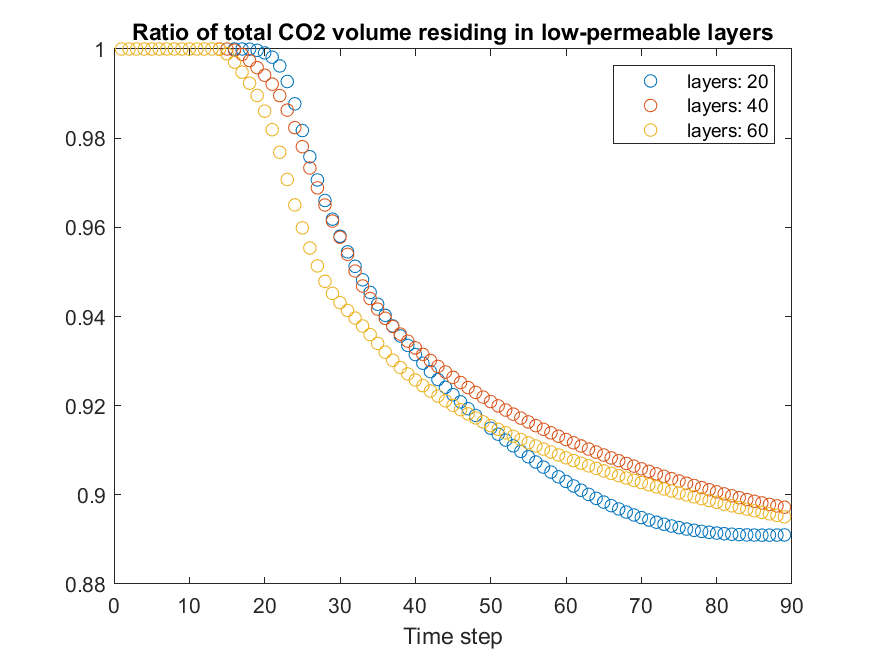 Ratio of total CO2 volume residing in low-permeable layers
layers: 20
layers: 40
layers: 60
1
0.98
0.96
0.94
0.92
0.9
0.88
0 10 20 30 40 50 60 70 80 90
Time step